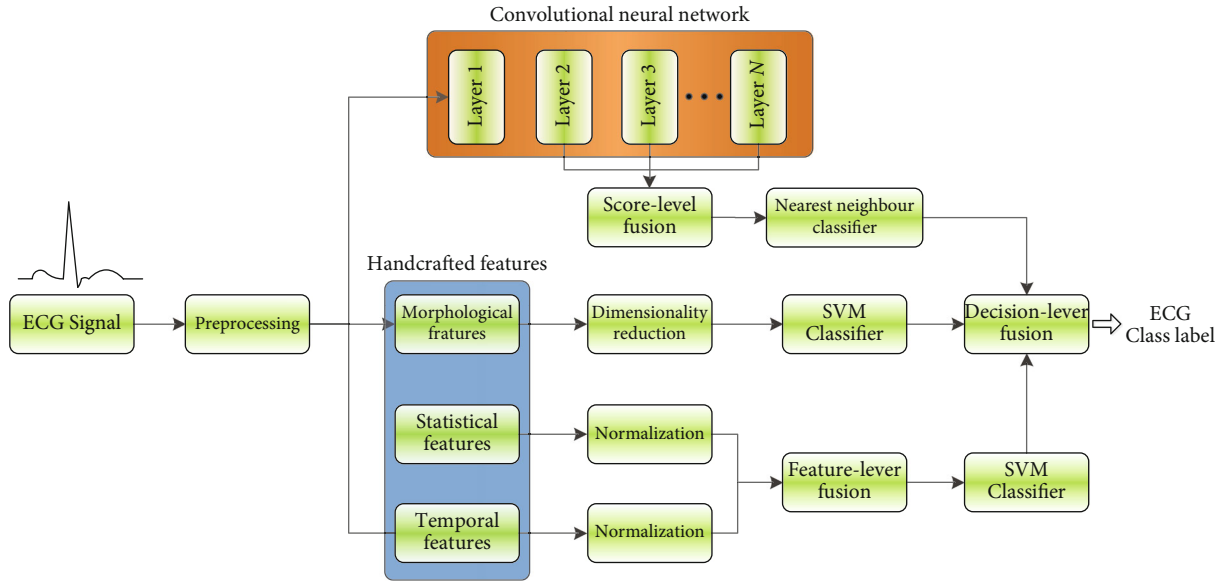 Convolutional neural network
Layer 1
Layer 2
Layer 3
Layer N
Score-level
fusion
Nearest neighbour
classifier
Handcrafted features
ECG Signal
Preprocessing
Morphological
fratures
Dimensionality
reduction
SVM
Classifier
Decision-lever
fusion
ECG
Class label
Statistical
features
Normalization
Feature-lever
fusion
SVM
Classifier
Temporal
features
Normalization